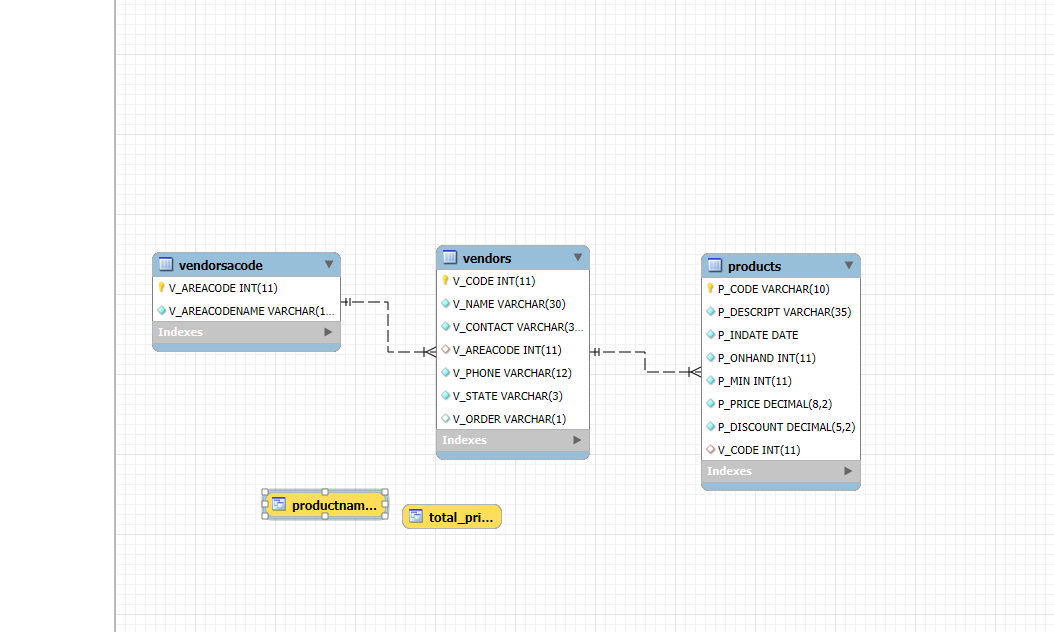 vendorsacode
V_AREACODE INT(11)
V_AREACODENAME VARCHAR(1...
Indexes
vendors
V_CODE INT(11)
V_NAME VARCHAR(30)
V_CONTACT VARCHAR(3...
V_AREACODE INT(11)
V_PHONE VARCHAR(12)
V_STATE VARCHAR(3)
V_ORDER VARCHAR(1)
Indexes
products
P_CODE VARCHAR(10)
P_DESCRIPT VARCHAR(35)
P_INDATE DATE
P_ONHAND INT(11)
P_MIN INT(11)
P_PRICE DECIMAL(8,2)
P_DISCOUNT DECIMAL(5,2)
V_CODE INT(11)
Indexes
productnam...
total_pri...